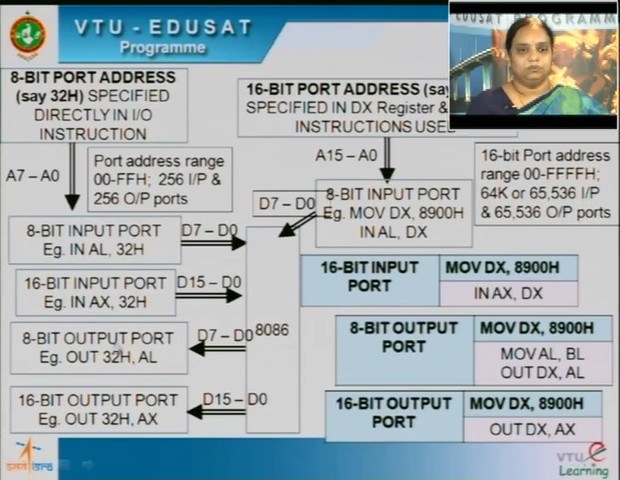 VTU - EDUSAT
Programme
EDUSAT PROGRAMM
8-BIT PORT ADDRESS
(say 32H) SPECIFIED
DIRECTLY IN I/O
INSTRUCTION
16-BIT PORT ADDRESS (say
SPECIFIED IN DX Register &
INSTRUCTIONS USE
A7 – A0
Port address range
00-FFH; 256 I/P &
256 O/P ports
A15 – A0
16-bit Port address
range 00-FFFFH;
64K or 65,536 I/P
& 65,536 O/P ports
8-BIT INPUT PORT
Eg. IN AL, 32H
D7 – D0
D7 – D0
8-BIT INPUT PORT
Eg. MOV DX, 8900H
IN AL, DX
16-BIT INPUT PORT
Eg. IN AX, 32H
D15 – D0
16-BIT INPUT
PORT
MOV DX, 8900H
IN AX, DX
8-BIT OUTPUT PORT
Eg. OUT 32H, AL
D7 – D0
8086
8-BIT OUTPUT
PORT
MOV DX, 8900H
MOV AL, BL
OUT DX, AL
16-BIT OUTPUT PORT
Eg. OUT 32H, AX
D15 – D0
16-BIT OUTPUT
PORT
MOV DX, 8900H
OUT DX, AX
VTU e
Learning